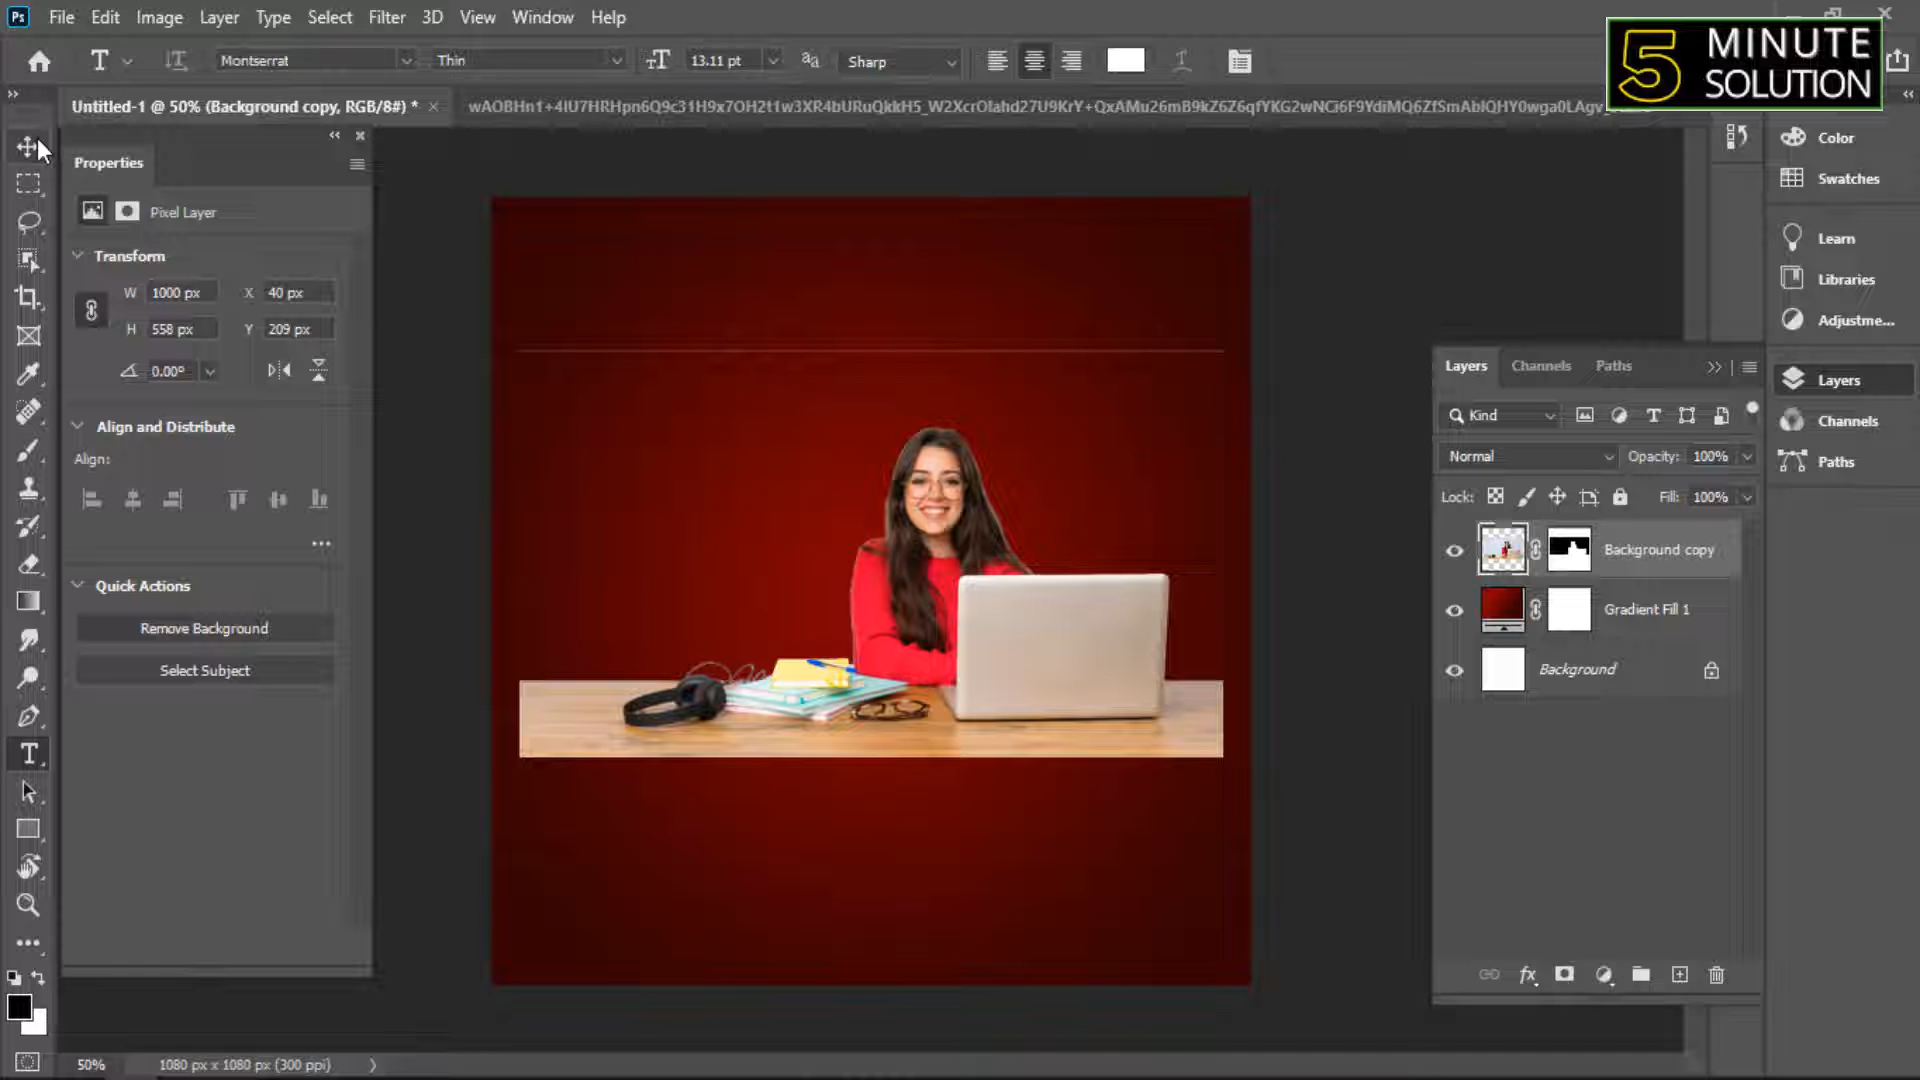 Ps File Edit Image Layer Type Select Filter 3D View Window Help
Montserrat Thin 13.11 pt Sharp
5 MINUTE SOLUTION
Untitled-1 @ 50% (Background copy, RGB/8#) *
Properties
Pixel Layer
Transform
W 1000 px X 40 px
H 558 px Y 209 px
0.00°
Align and Distribute
Align:
Quick Actions
Remove Background
Select Subject
Color
Swatches
Learn
Libraries
Adjustme...
Layers
Channels
Paths
Layers Channels Paths
Kind
Normal Opacity: 100%
Lock: Fill: 100%
Background copy
Gradient Fill 1
Background
50% 1080 px x 1080 px (300 ppi)